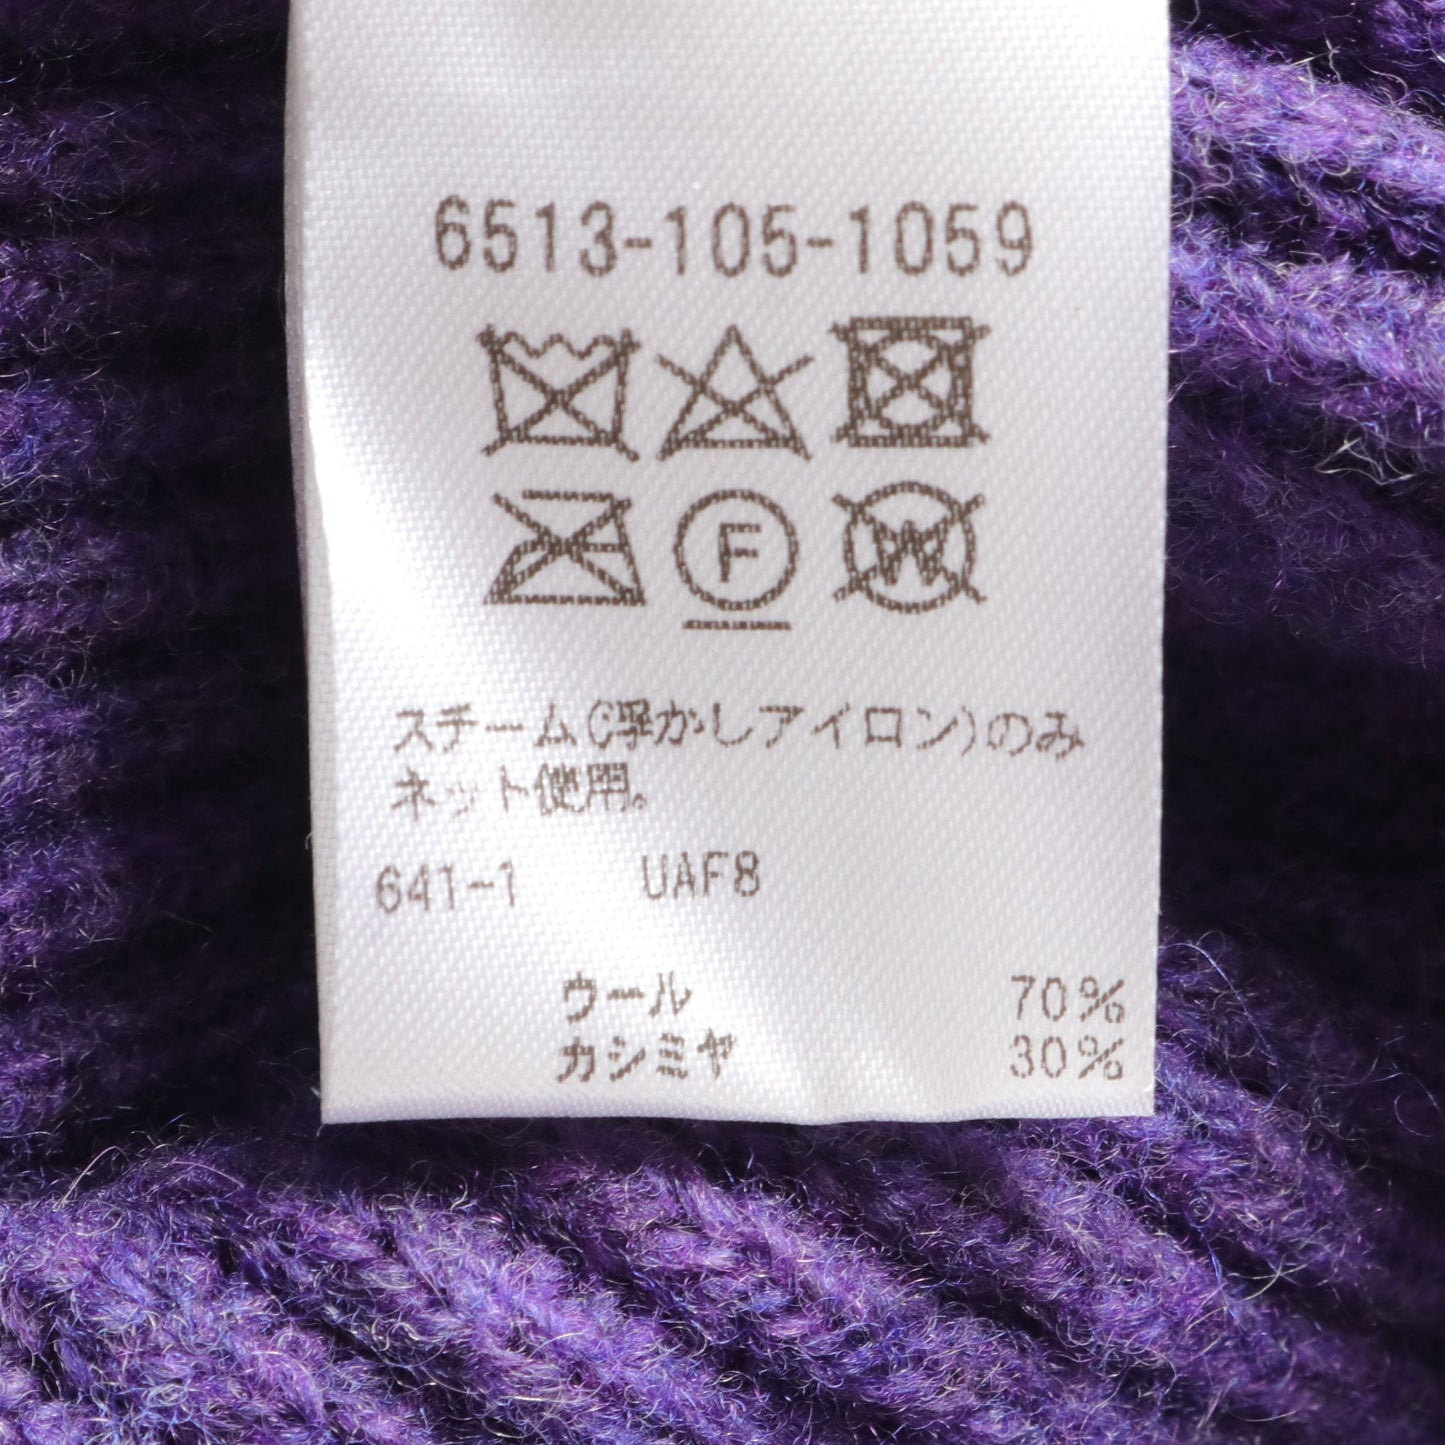 6513-105-1059
F
W
スチーム(浮かしアイロン)のみ
ネット使用。
641-1 UAF8
ウール 70%
カシミヤ 30%